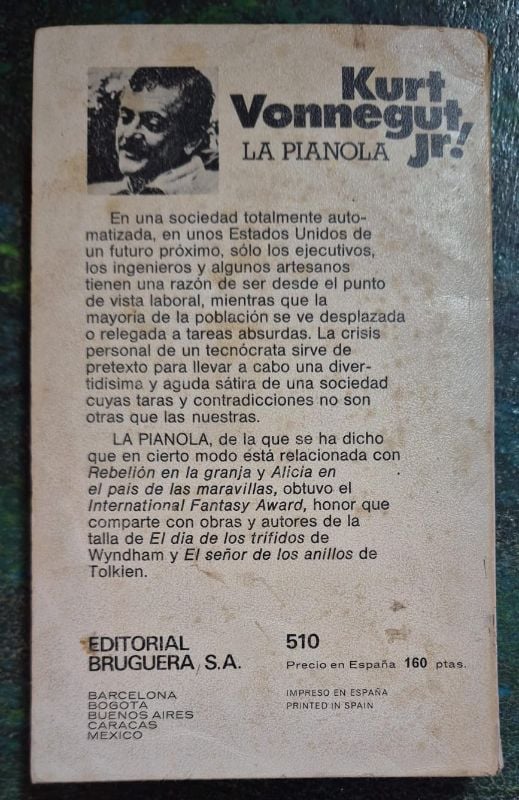 Kurt
Vonnegut,
Jr!
LA PIANOLA
En una sociedad totalmente auto-
matizada, en unos Estados Unidos de
un futuro próximo, sólo los ejecutivos,
los ingenieros y algunos artesanos
tienen una razón de ser desde el punto
de vista laboral, mientras que la
mayoría de la población se ve desplazada
o relegada a tareas absurdas. La crisis
personal de un tecnócrata sirve de
pretexto para llevar a cabo una diver-
tidísima y aguda sátira de una sociedad
cuyas taras y contradicciones no son
otras que las nuestras.
LA PIANOLA, de la que se ha dicho
que en cierto modo está relacionada con
Rebelión en la granja y Alicia en
el país de las maravillas, obtuvo el
International Fantasy Award, honor que
comparte con obras y autores de la
talla de El día de los trífidos de
Wyndham y El señor de los anillos de
Tolkien.
EDITORIAL
BRUGUERA, S.A.
BARCELONA
BOGOTA
BUENOS AIRES
CARACAS
MEXICO
510
Precio en España 160 ptas.
IMPRESO EN ESPAÑA
PRINTED IN SPAIN